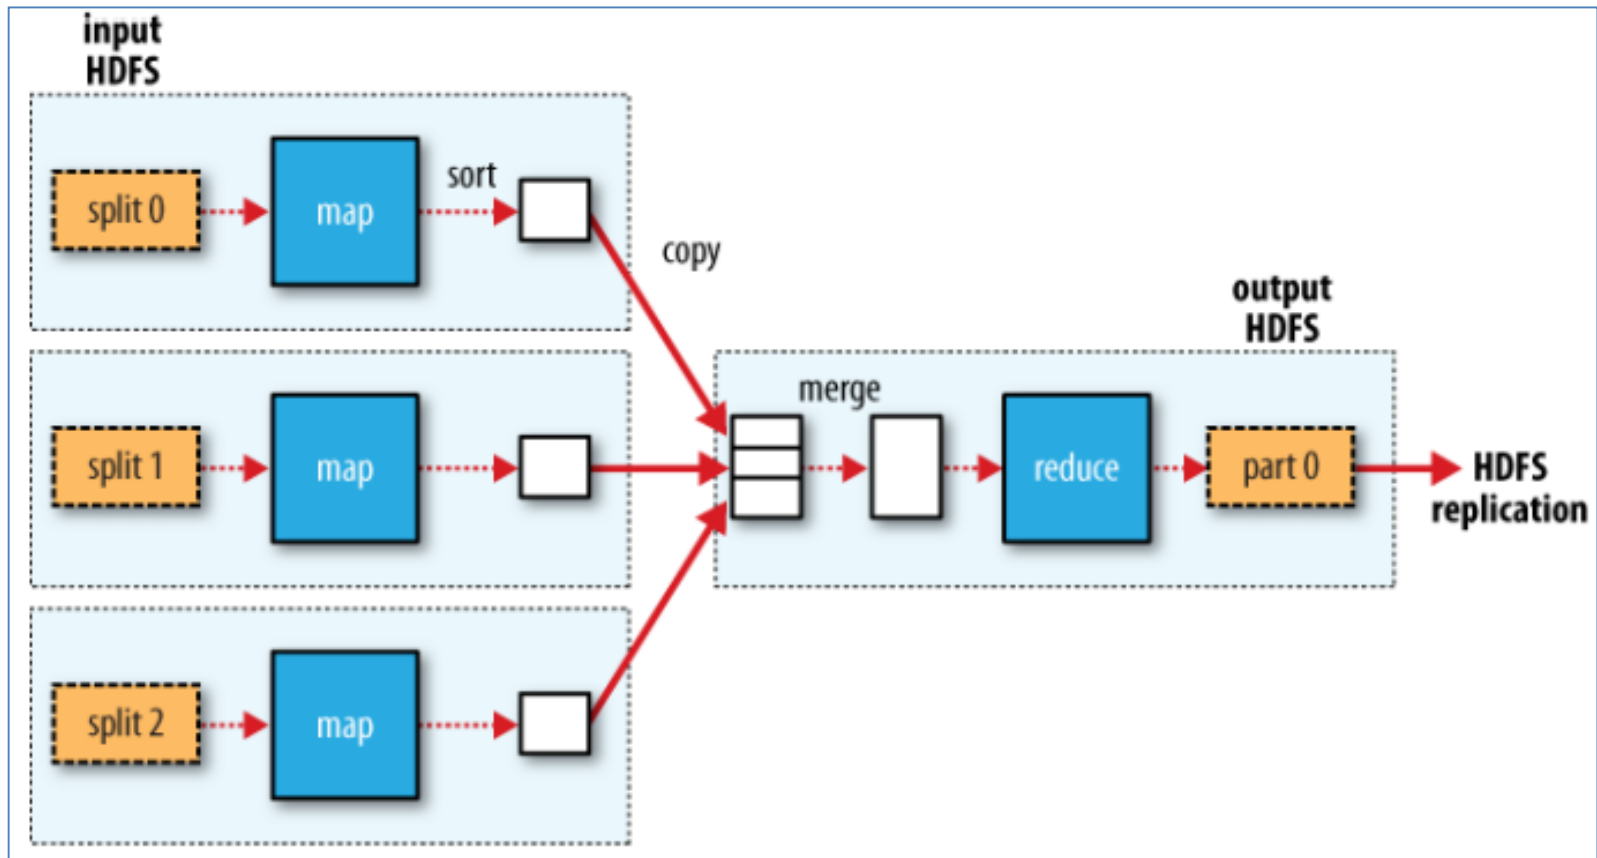 input
HDFS
split 0
map
sort
copy
split 1
map
merge
reduce
output
HDFS
part 0
HDFS
replication
split 2
map